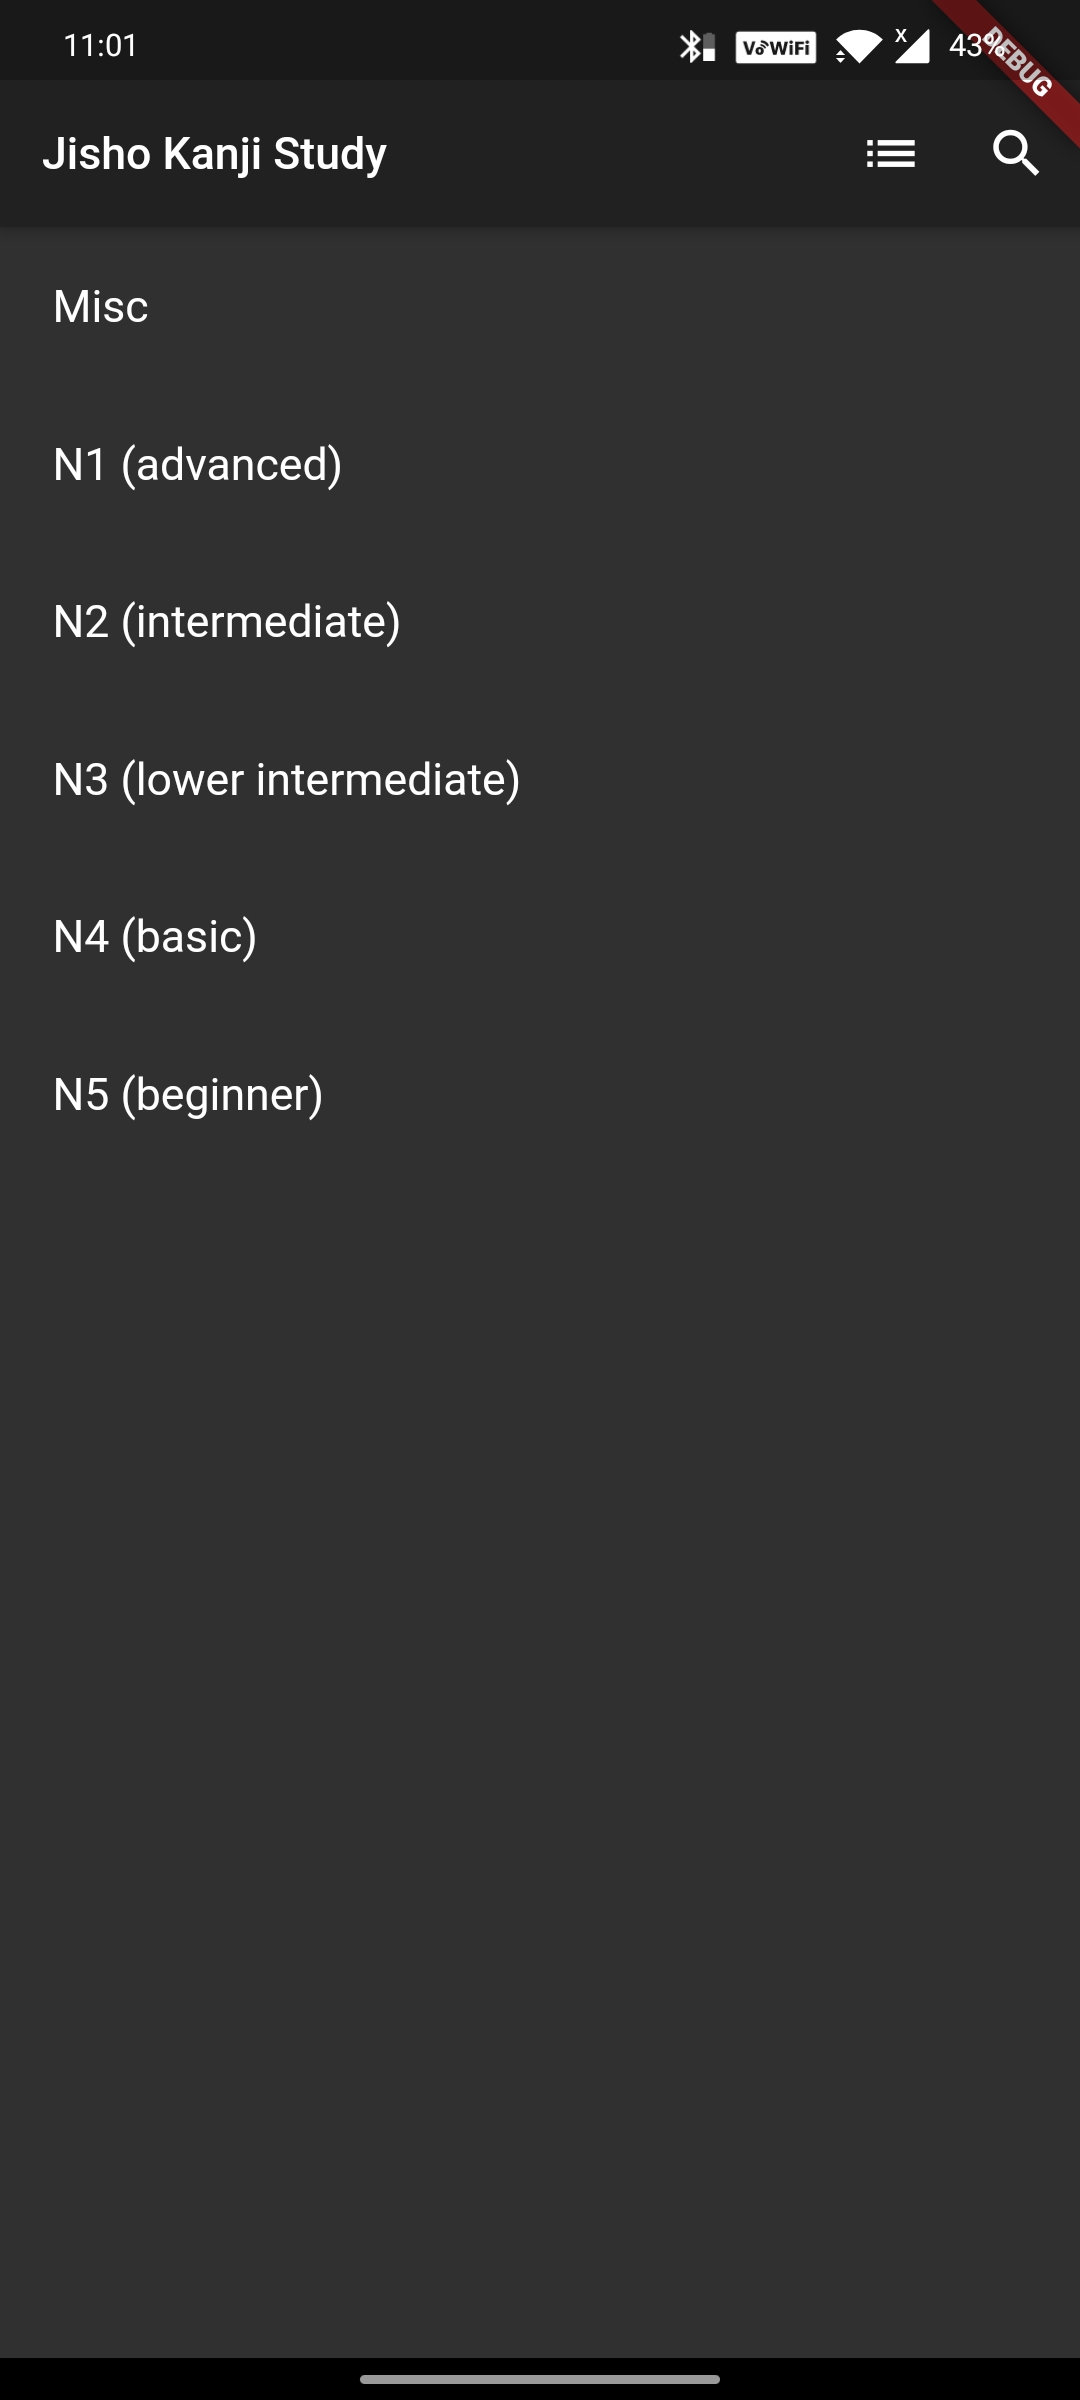 11:01
VoWiFi
X
43%
DEBUG
Jisho Kanji Study
Misc
N1 (advanced)
N2 (intermediate)
N3 (lower intermediate)
N4 (basic)
N5 (beginner)